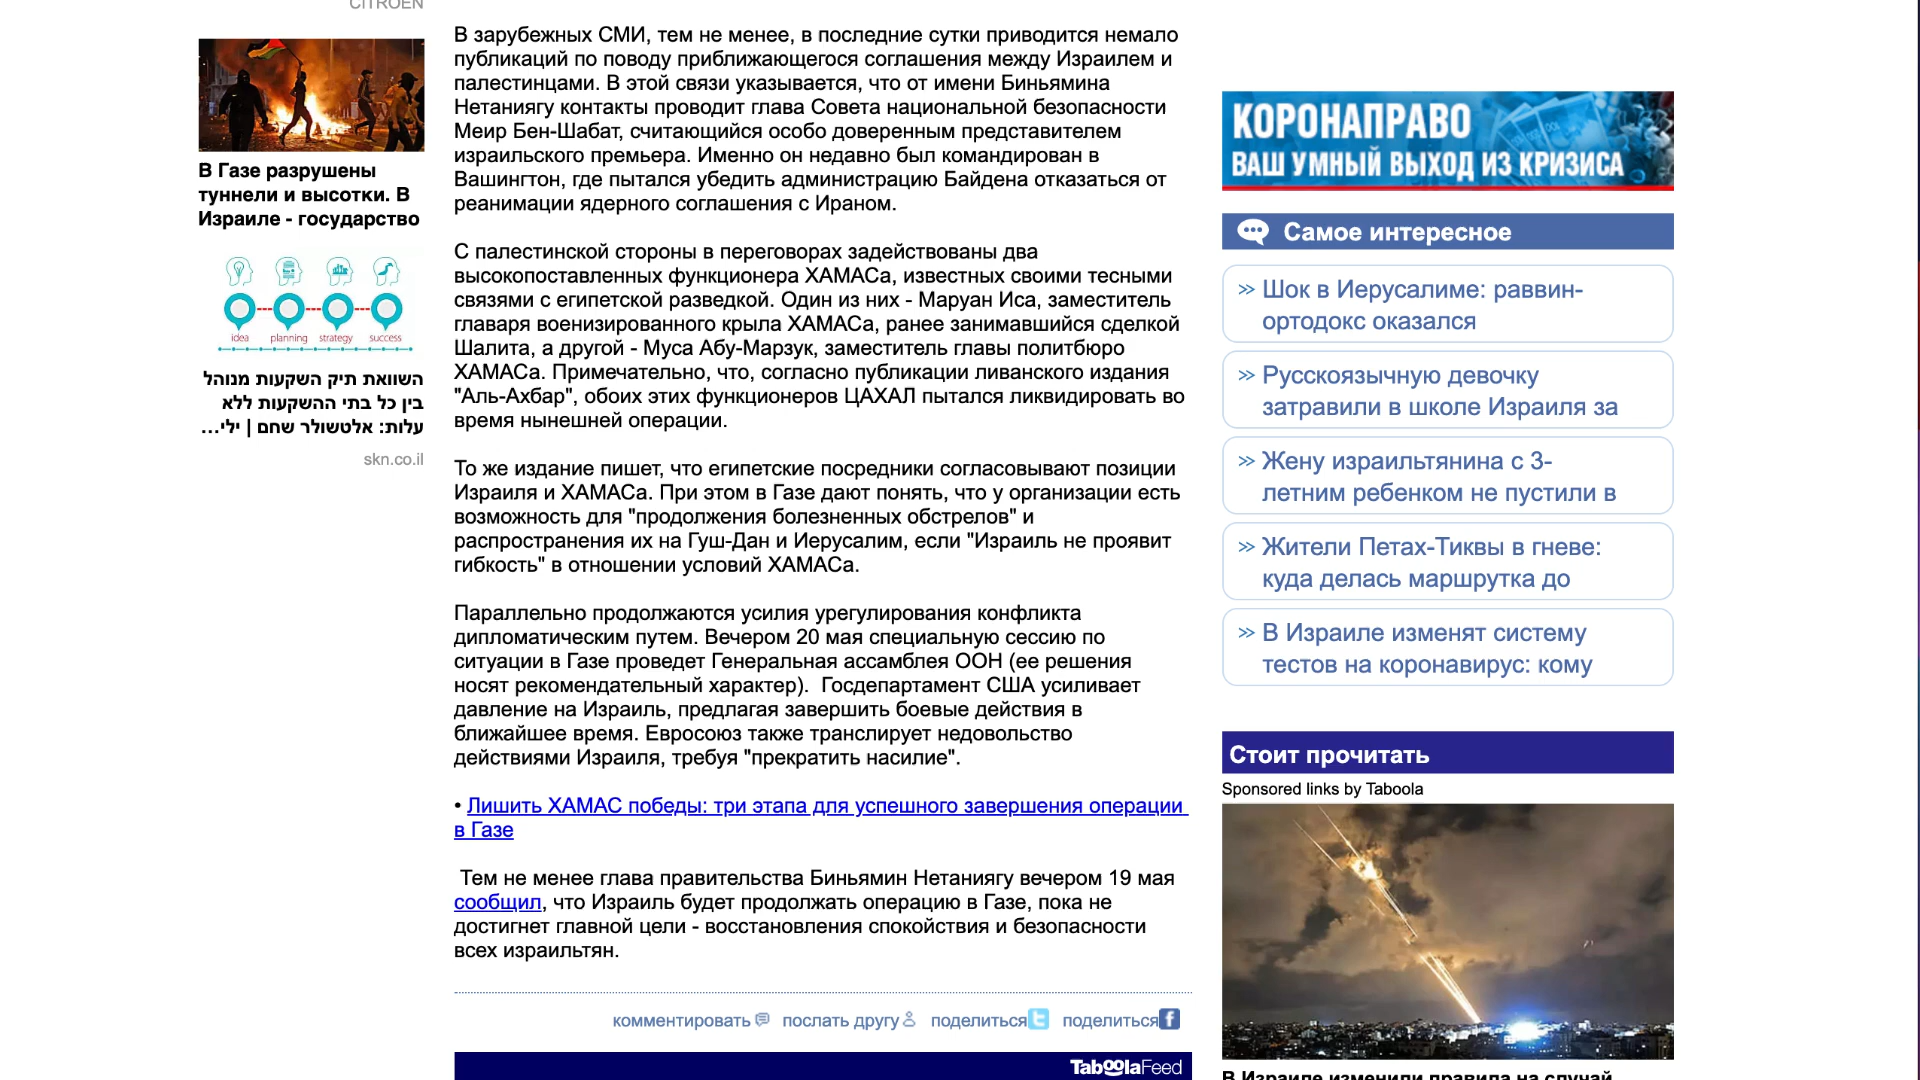 CITROEN
В Газе разрушены
туннели и высотки. В
Израиле - государство
idea planning strategy success
השוואת תיק השקעות מנוהל
בין כל בתי ההשקעות ללא
עלות: אלטשולר שחם | ילי...
skn.co.il
В зарубежных СМИ, тем не менее, в последние сутки приводится немало
публикаций по поводу приближающегося соглашения между Израилем и
палестинцами. В этой связи указывается, что от имени Биньямина
Нетаниягу контакты проводит глава Совета национальной безопасности
Меир Бен-Шабат, считающийся особо доверенным представителем
израильского премьера. Именно он недавно был командирован в
Вашингтон, где пытался убедить администрацию Байдена отказаться от
реанимации ядерного соглашения с Ираном.
С палестинской стороны в переговорах задействованы два
высокопоставленных функционера ХАМАСа, известных своими тесными
связями с египетской разведкой. Один из них - Маруан Иса, заместитель
главаря военизированного крыла ХАМАСа, ранее занимавшийся сделкой
Шалита, а другой - Муса Абу-Марзук, заместитель главы политбюро
ХАМАСа. Примечательно, что, согласно публикации ливанского издания
"Аль-Ахбар", обоих этих функционеров ЦАХАЛ пытался ликвидировать во
время нынешней операции.
То же издание пишет, что египетские посредники согласовывают позиции
Израиля и ХАМАСа. При этом в Газе дают понять, что у организации есть
возможность для "продолжения болезненных обстрелов" и
распространения их на Гуш-Дан и Иерусалим, если "Израиль не проявит
гибкость" в отношении условий ХАМАСа.
Параллельно продолжаются усилия урегулирования конфликта
дипломатическим путем. Вечером 20 мая специальную сессию по
ситуации в Газе проведет Генеральная ассамблея ООН (ее решения
носят рекомендательный характер).  Госдепартамент США усиливает
давление на Израиль, предлагая завершить боевые действия в
ближайшее время. Евросоюз также транслирует недовольство
действиями Израиля, требуя "прекратить насилие".
• Лишить ХАМАС победы: три этапа для успешного завершения операции
в Газе
Тем не менее глава правительства Биньямин Нетаниягу вечером 19 мая
сообщил, что Израиль будет продолжать операцию в Газе, пока не
достигнет главной цели - восстановления спокойствия и безопасности
всех израильтян.
комментировать послать другу поделиться поделиться
TaboolaFeed
КОРОНАПРАВО
ВАШ УМНЫЙ ВЫХОД ИЗ КРИЗИСА
Самое интересное
Шок в Иерусалиме: раввин-
ортодокс оказался
Русскоязычную девочку
затравили в школе Израиля за
Жену израильтянина с 3-
летним ребенком не пустили в
Жители Петах-Тиквы в гневе:
куда делась маршрутка до
В Израиле изменят систему
тестов на коронавирус: кому
Стоит прочитать
Sponsored links by Taboola
В Израиле изменили правила на случай